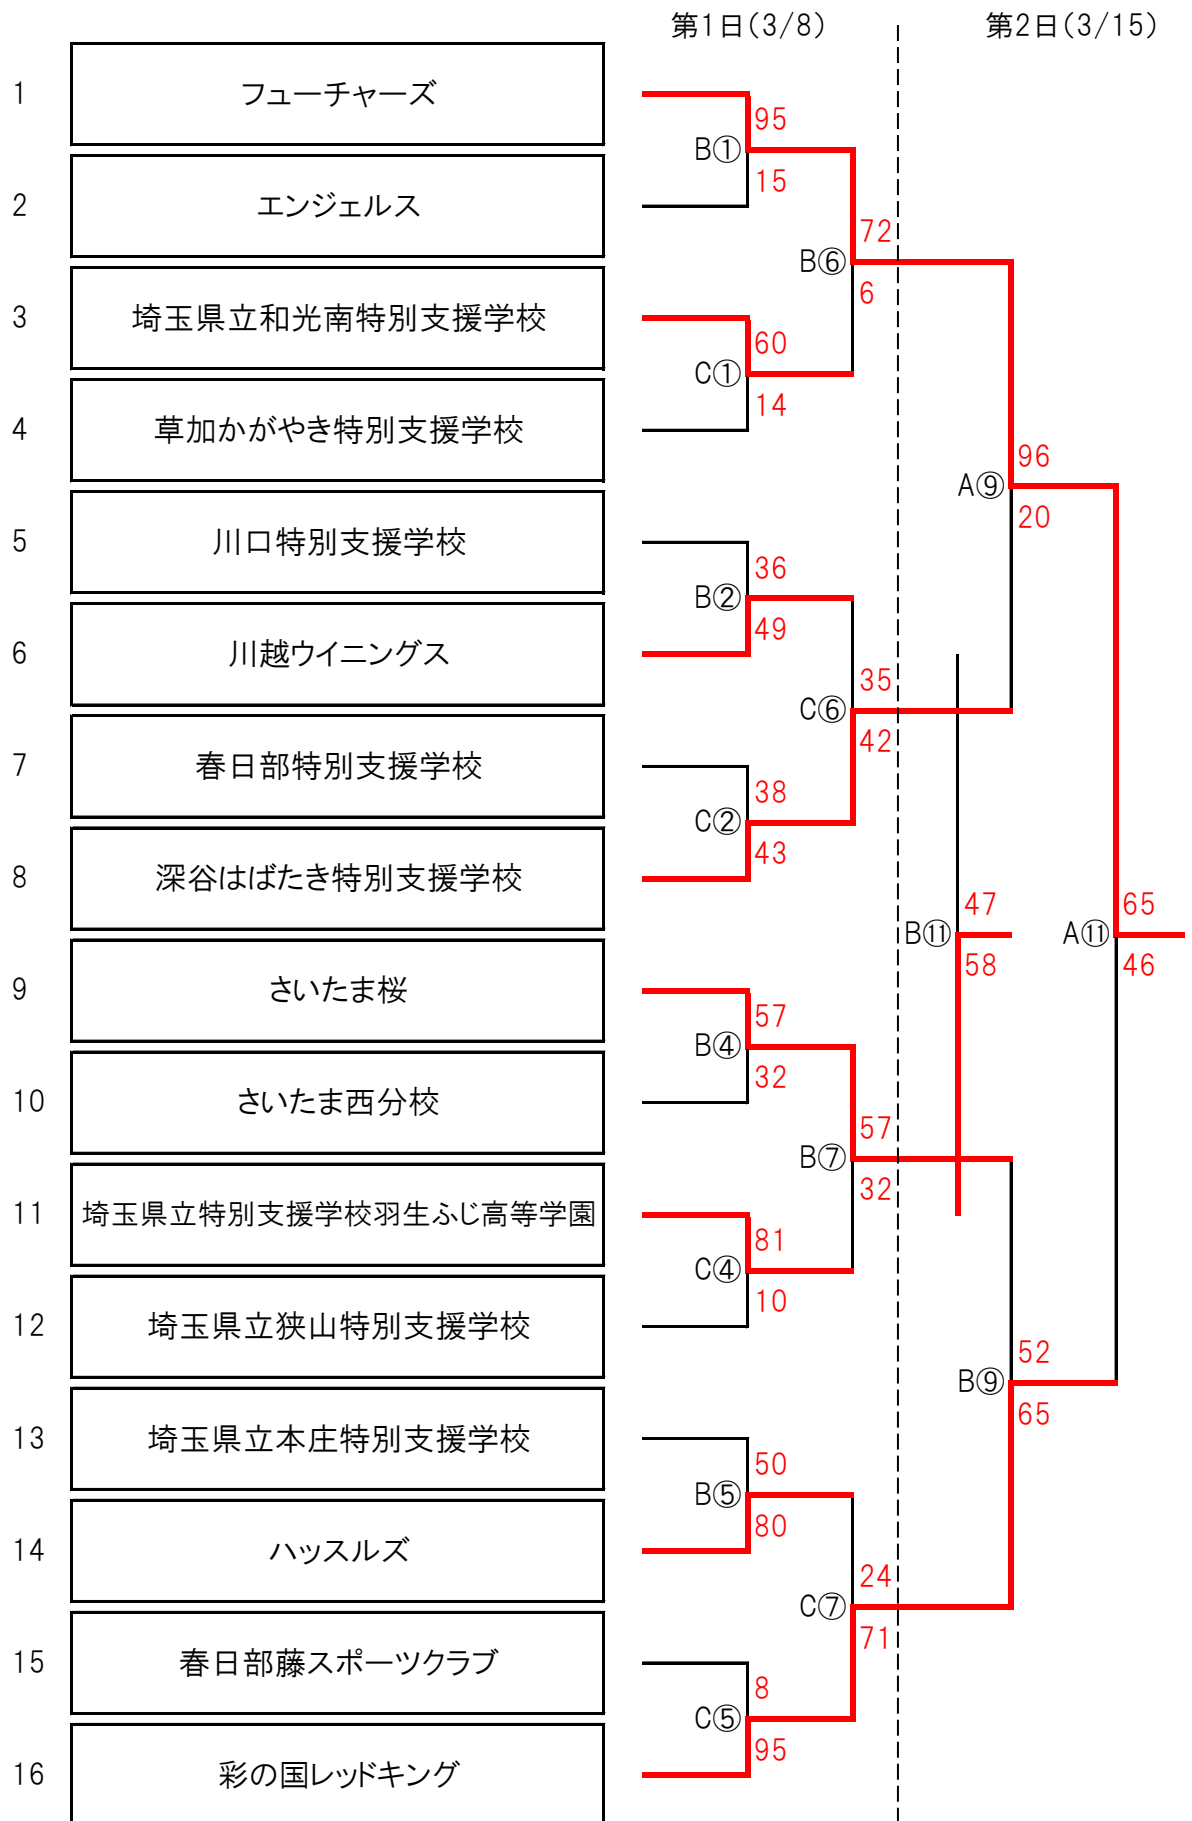 第1日(3/8) 第2日(3/15)
1 フューチャーズ
95
B①
15
2 エンジェルス
72
B⑥
6
3 埼玉県立和光南特別支援学校
60
C①
14
4 草加かがやき特別支援学校
96
A⑨
20
5 川口特別支援学校
36
B②
49
6 川越ウイニングス
35
C⑥
42
7 春日部特別支援学校
38
C②
43
8 深谷はばたき特別支援学校
47 65
B⑪ A⑪
58 46
9 さいたま桜
57
B④
32
10 さいたま西分校
57
B⑦
32
11 埼玉県立特別支援学校羽生ふじ高等学園
81
C④
10
12 埼玉県立狭山特別支援学校
52
B⑨
65
13 埼玉県立本庄特別支援学校
50
B⑤
80
14 ハッスルズ
24
C⑦
71
15 春日部藤スポーツクラブ
8
C⑤
95
16 彩の国レッドキング